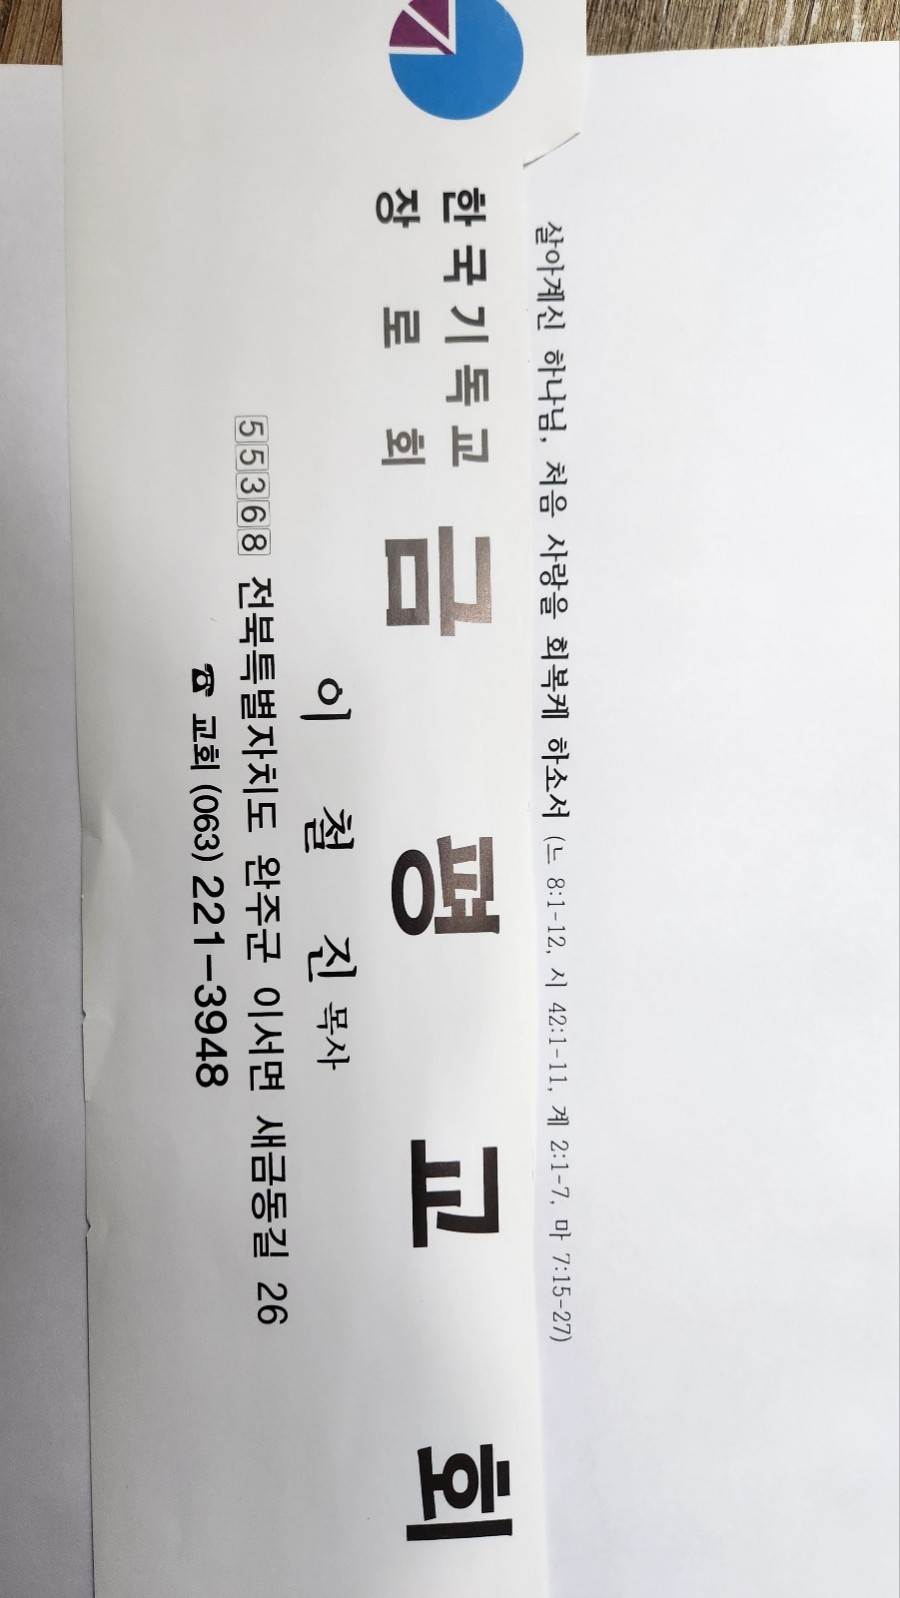 살아계신 하나님, 처음 사랑을 회복케 하소서 (느 8:1-12, 시 42:1-11, 계 2:1-7, 마 7:15-27)
한국기독교
장로회
금평교회
이철진 목사
55368 전북특별자치도 완주군 이서면 새금동길 26
☎ 교회 (063) 221-3948